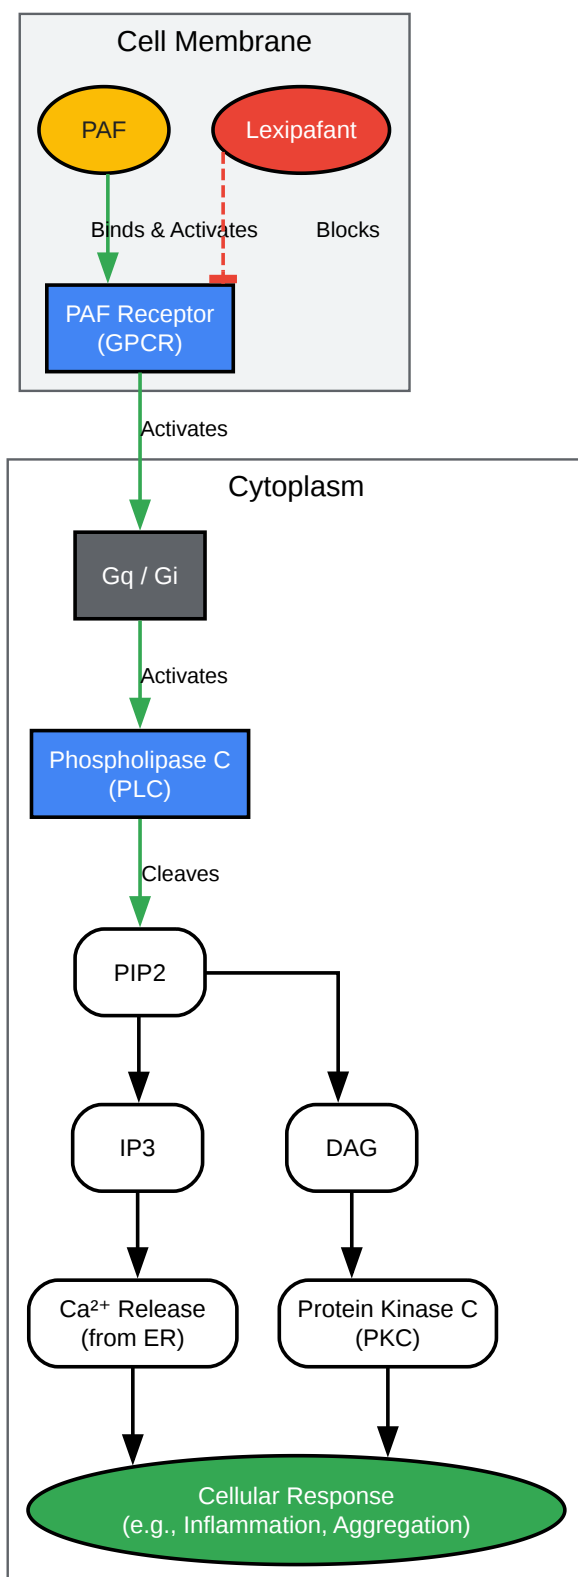 Cell Membrane
PAF
Lexipafant
Binds & Activates
Blocks
PAF Receptor
(GPCR)
Activates
Cytoplasm
Gq / Gi
Activates
Phospholipase C
(PLC)
Cleaves
PIP2
IP3
DAG
Ca²⁺ Release
(from ER)
Protein Kinase C
(PKC)
Cellular Response
(e.g., Inflammation, Aggregation)